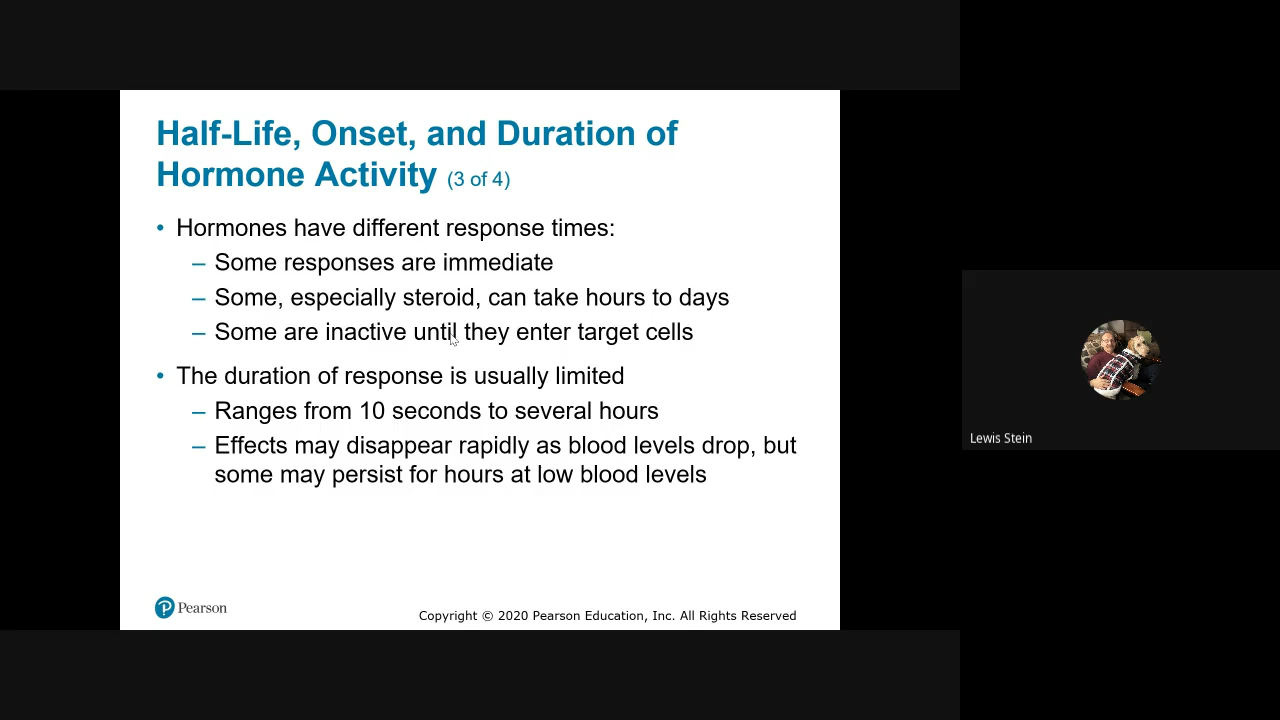 Half-Life, Onset, and Duration of
Hormone Activity (3 of 4)
• Hormones have different response times:
– Some responses are immediate
– Some, especially steroid, can take hours to days
– Some are inactive until they enter target cells
• The duration of response is usually limited
– Ranges from 10 seconds to several hours
– Effects may disappear rapidly as blood levels drop, but
some may persist for hours at low blood levels
Pearson
Copyright © 2020 Pearson Education, Inc. All Rights Reserved
Lewis Stein